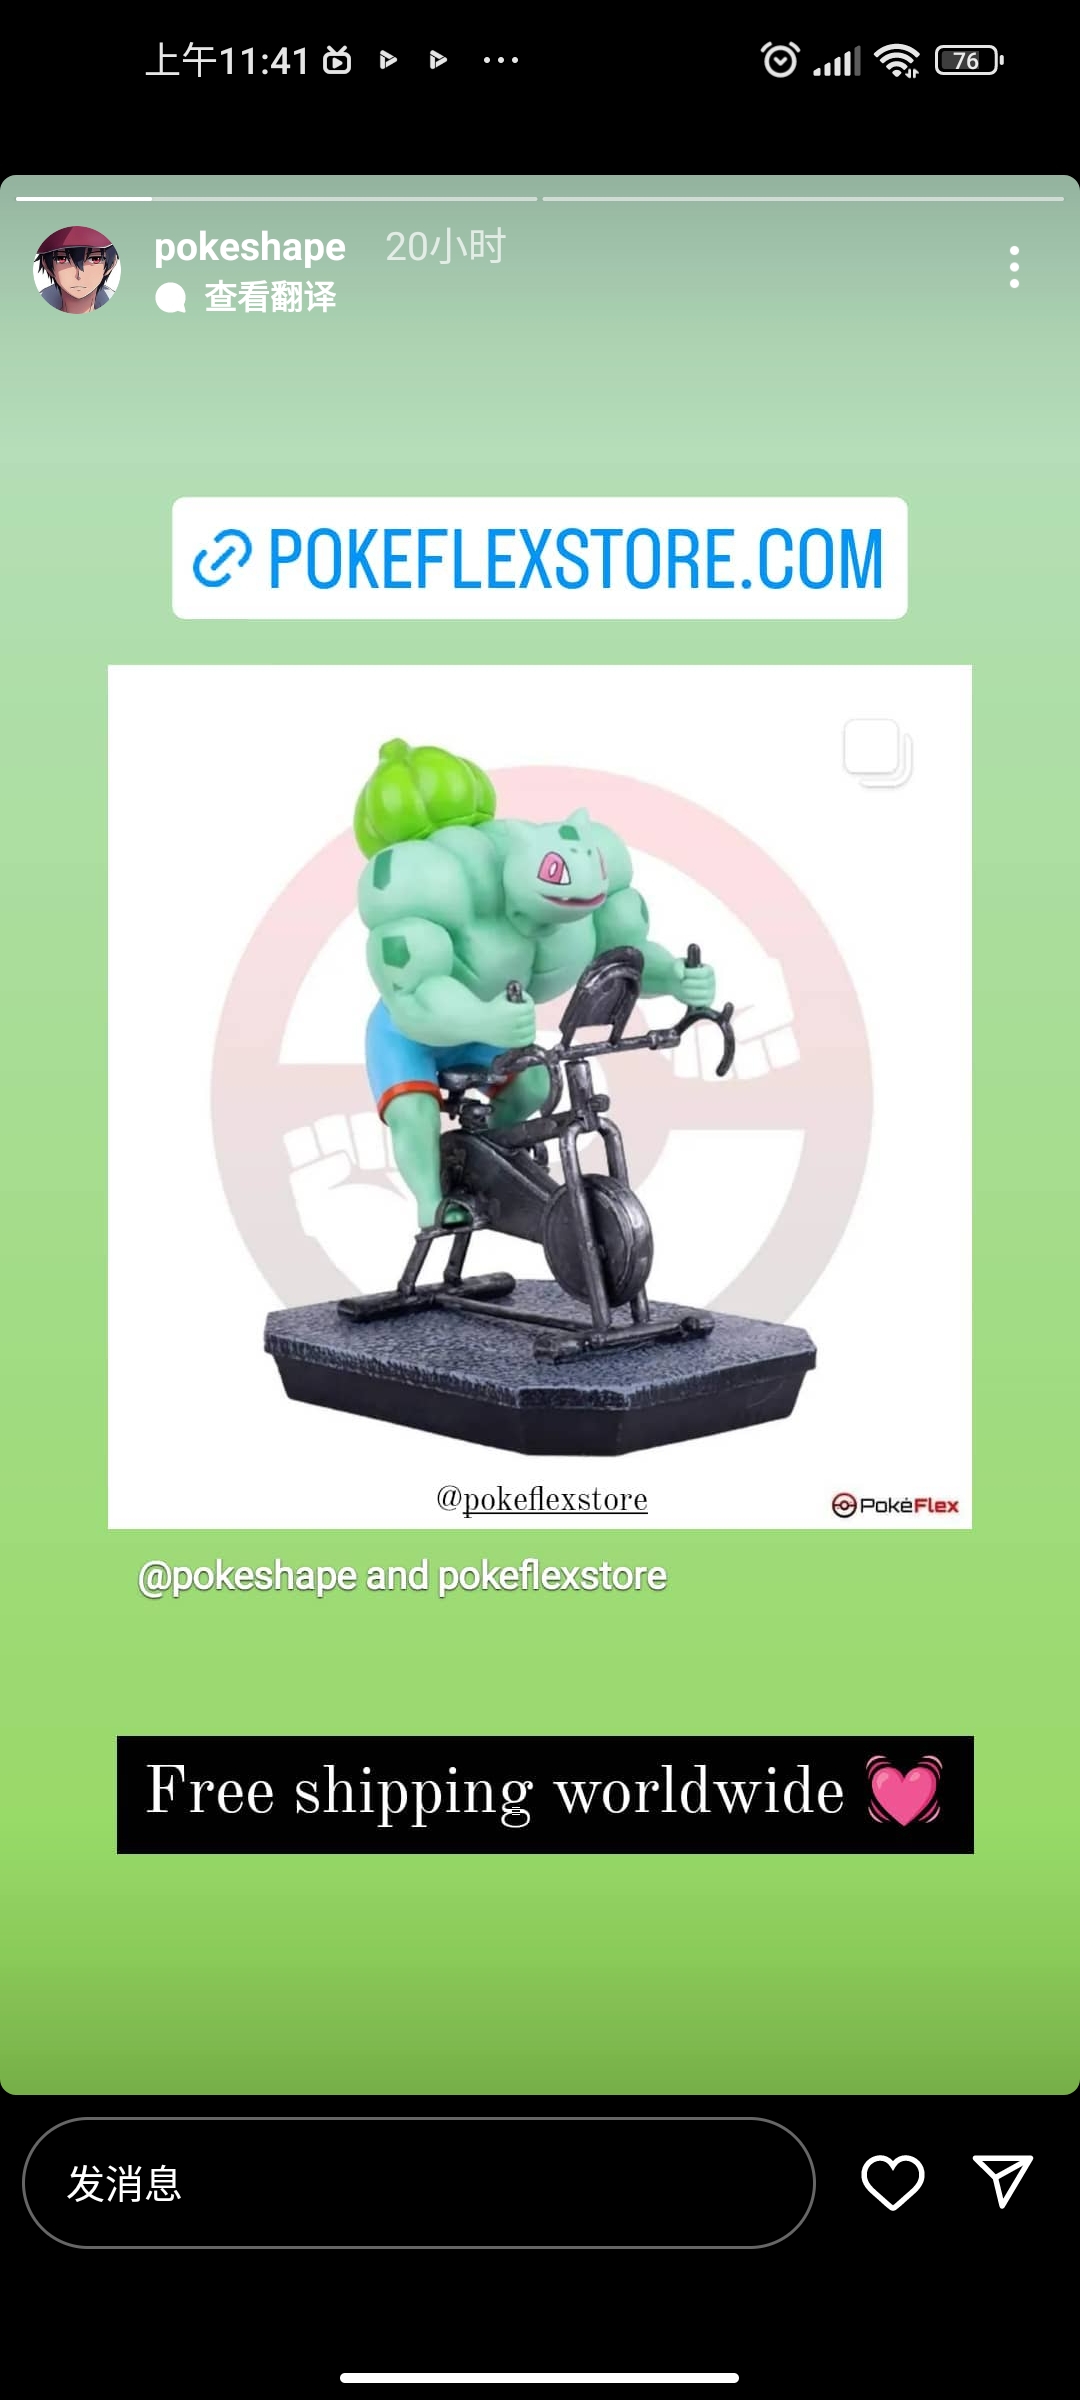 上午11:41
76
pokeshape 20小时
查看翻译
POKEFLEXSTORE.COM
@pokeflexstore
PokéFlex
@pokeshape and pokeflexstore
Free shipping worldwide 💓
发消息